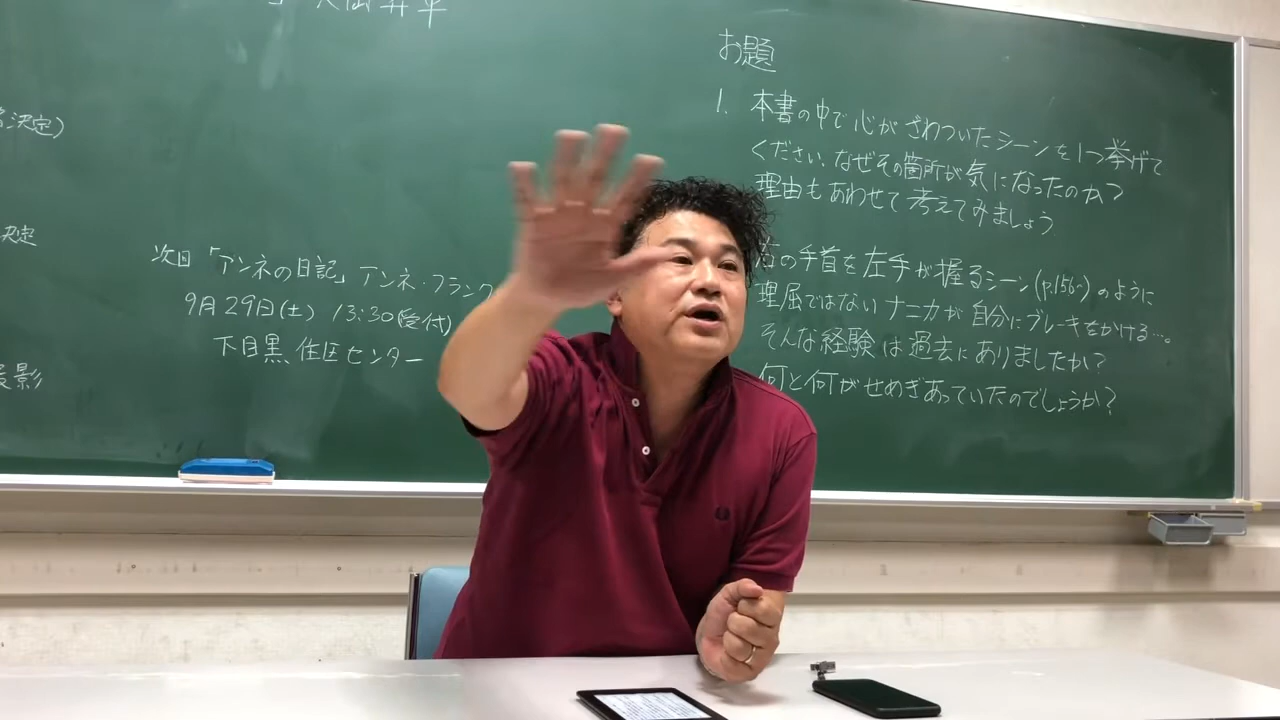 大岡昇平
決定)
決定
影
次回「アンネの日記」アンネ・フランク
9月29日(土) 13:30(受付)
下目黒住区センター
お題
1. 本書の中で心がざわついたシーンを1つ挙げて
ください。なぜその箇所が気になったのか?
理由もあわせて考えてみましょう
右の手首を左手が握るシーン(p.156~)のように
理屈ではないナニカが自分にブレーキをかける…。
そんな経験は過去にありましたか?
何と何がせめぎあっていたのでしょうか?